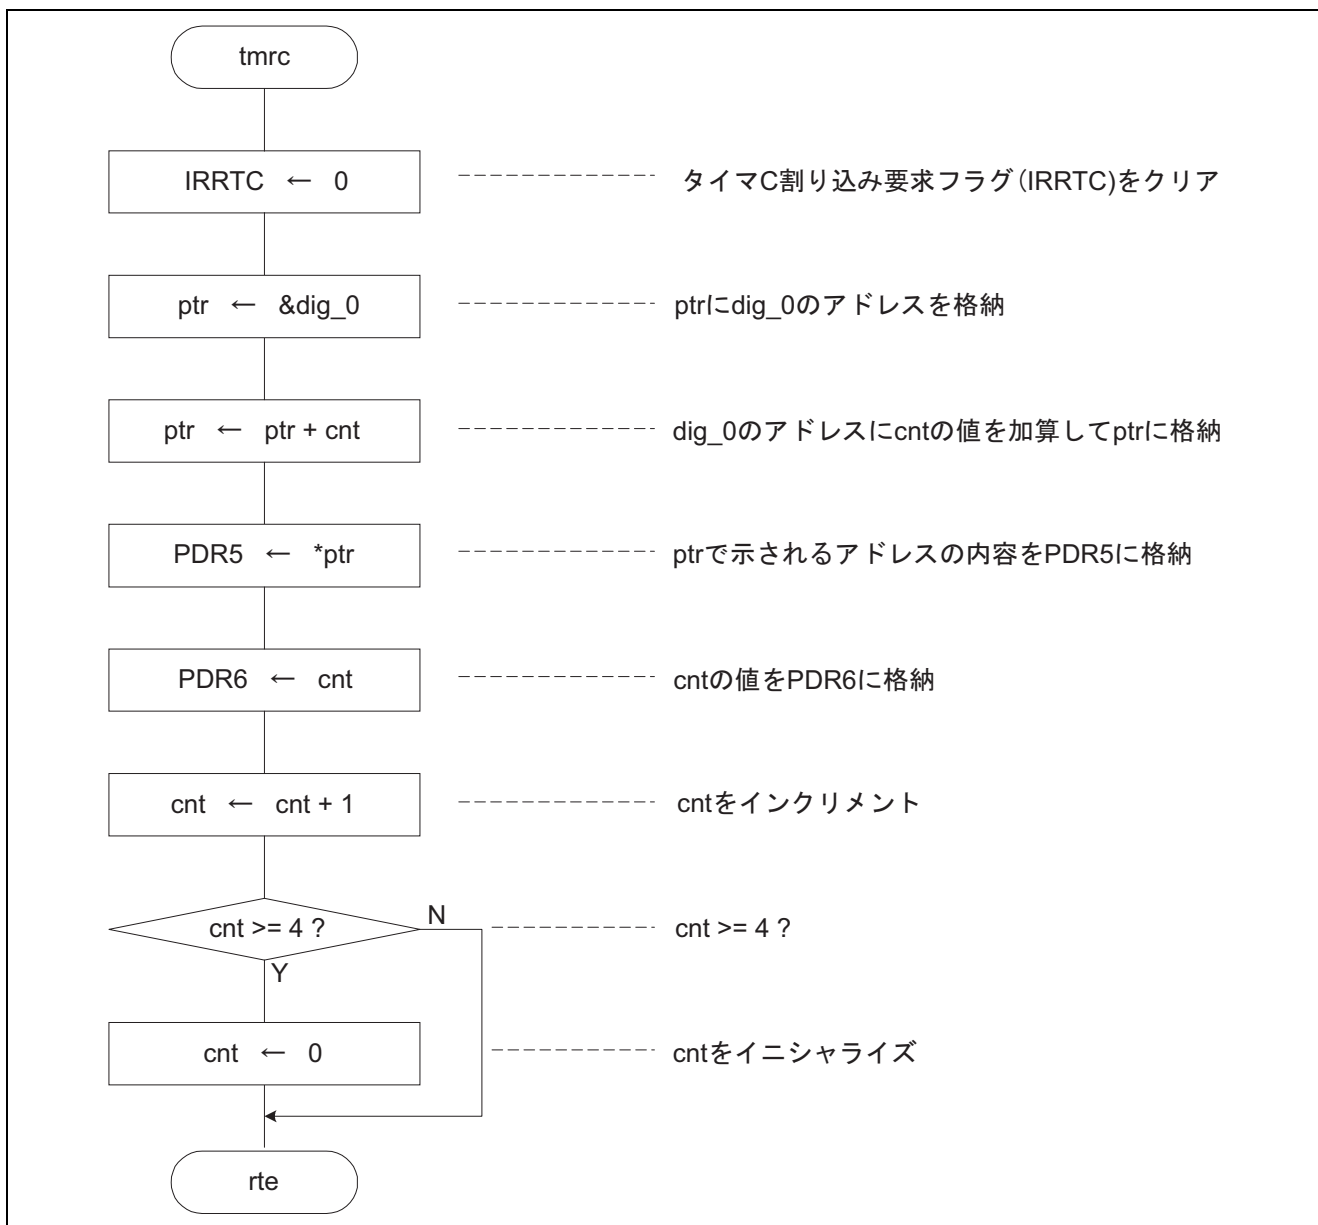 tmrc
IRRTC ← 0
タイマC割り込み要求フラグ(IRRTC)をクリア
ptr ← &dig_0
ptrにdig_0のアドレスを格納
ptr ← ptr + cnt
dig_0のアドレスにcntの値を加算してptrに格納
PDR5 ← *ptr
ptrで示されるアドレスの内容をPDR5に格納
PDR6 ← cnt
cntの値をPDR6に格納
cnt ← cnt + 1
cntをインクリメント
cnt >= 4 ?
N
cnt >= 4 ?
Y
cnt ← 0
cntをイニシャライズ
rte